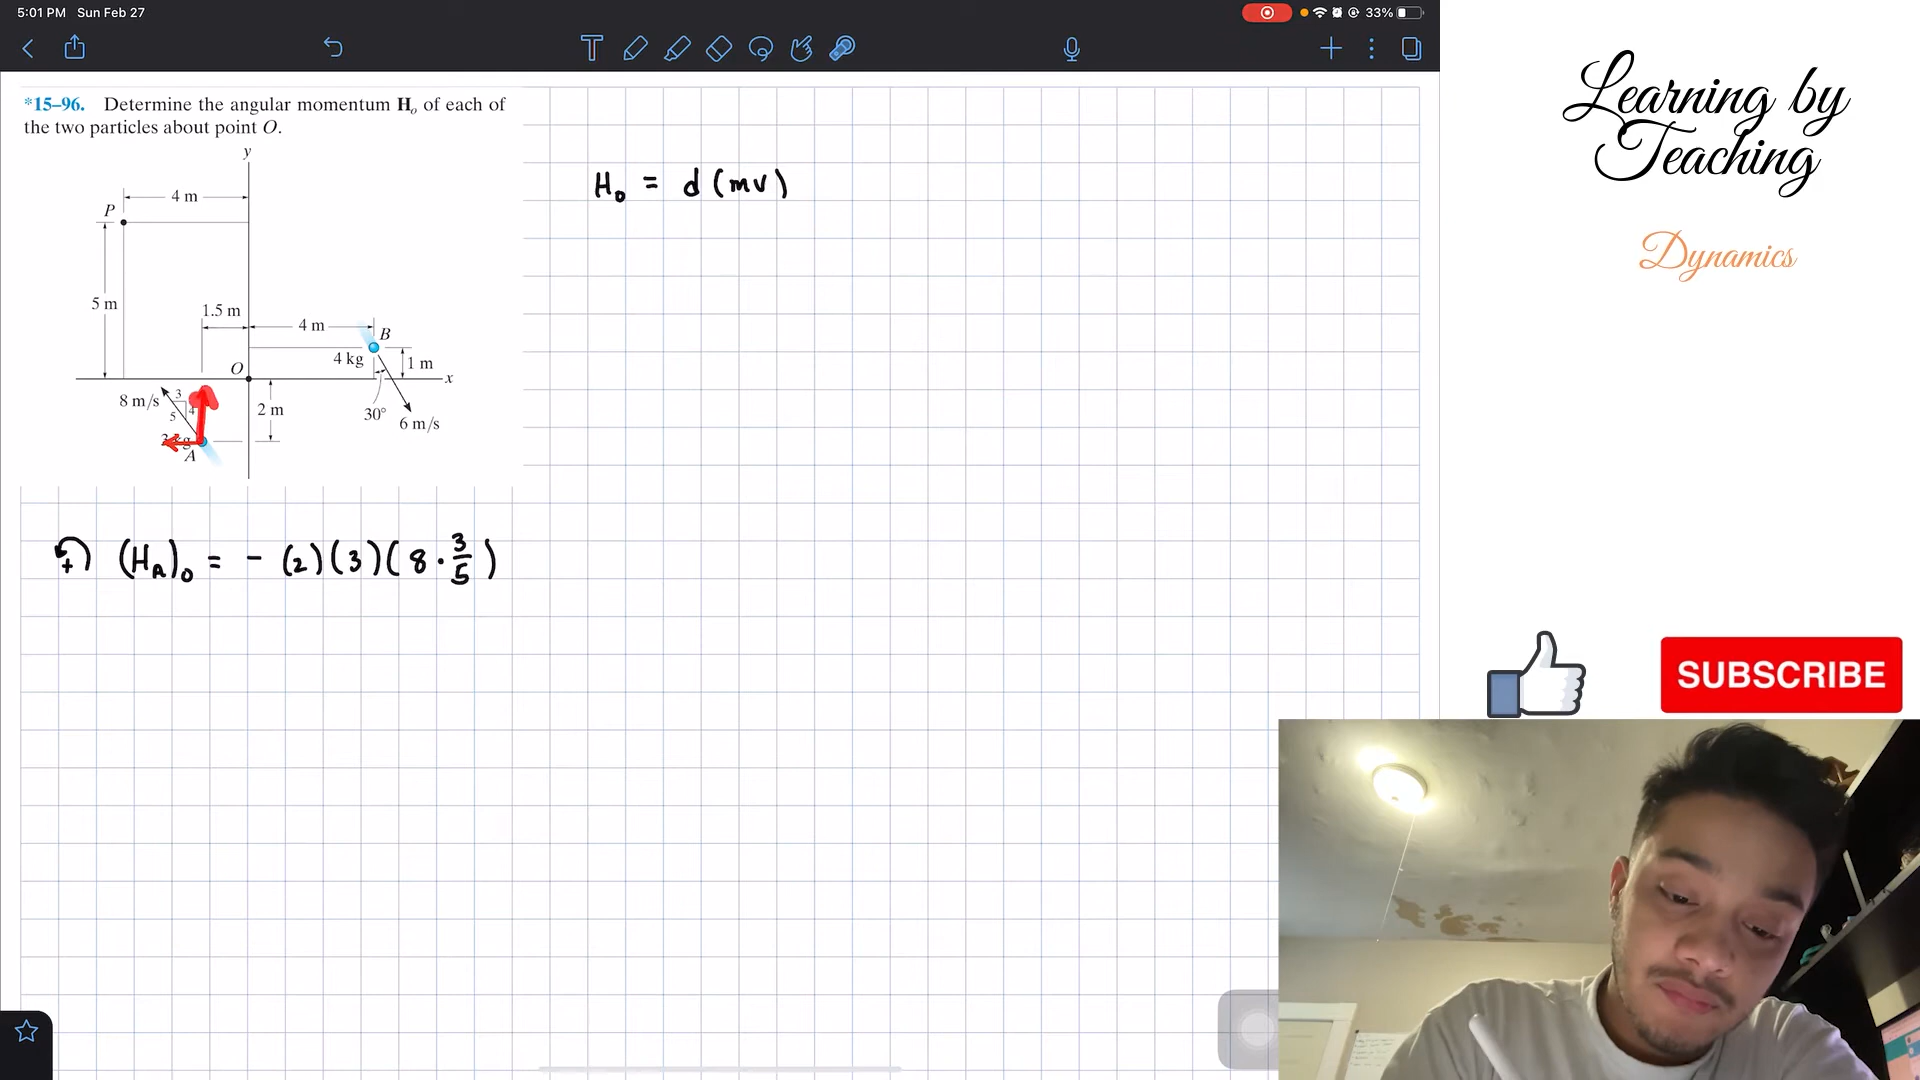 5:01 PM Sun Feb 27
33%
*15–96. Determine the angular momentum Hₒ of each of
the two particles about point O.
y
4 m
P
5 m
1.5 m
4 m
B
4 kg
1 m
O
x
8 m/s
3
4
5
2 m
30°
6 m/s
A
H₀ = d (mv)
+ (H_A)₀ = - (2)(3)(8 · 3/5)
Learning by
Teaching
Dynamics
SUBSCRIBE